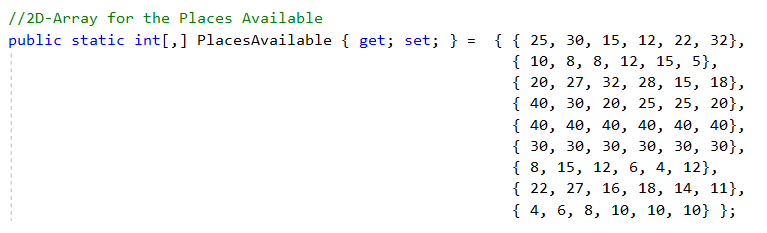 //2D-Array for the Places Available
public static int[,] PlacesAvailable { get; set; } = { { 25, 30, 15, 12, 22, 32},
{ 10, 8, 8, 12, 15, 5},
{ 20, 27, 32, 28, 15, 18},
{ 40, 30, 20, 25, 25, 20},
{ 40, 40, 40, 40, 40, 40},
{ 30, 30, 30, 30, 30, 30},
{ 8, 15, 12, 6, 4, 12},
{ 22, 27, 16, 18, 14, 11},
{ 4, 6, 8, 10, 10, 10} };